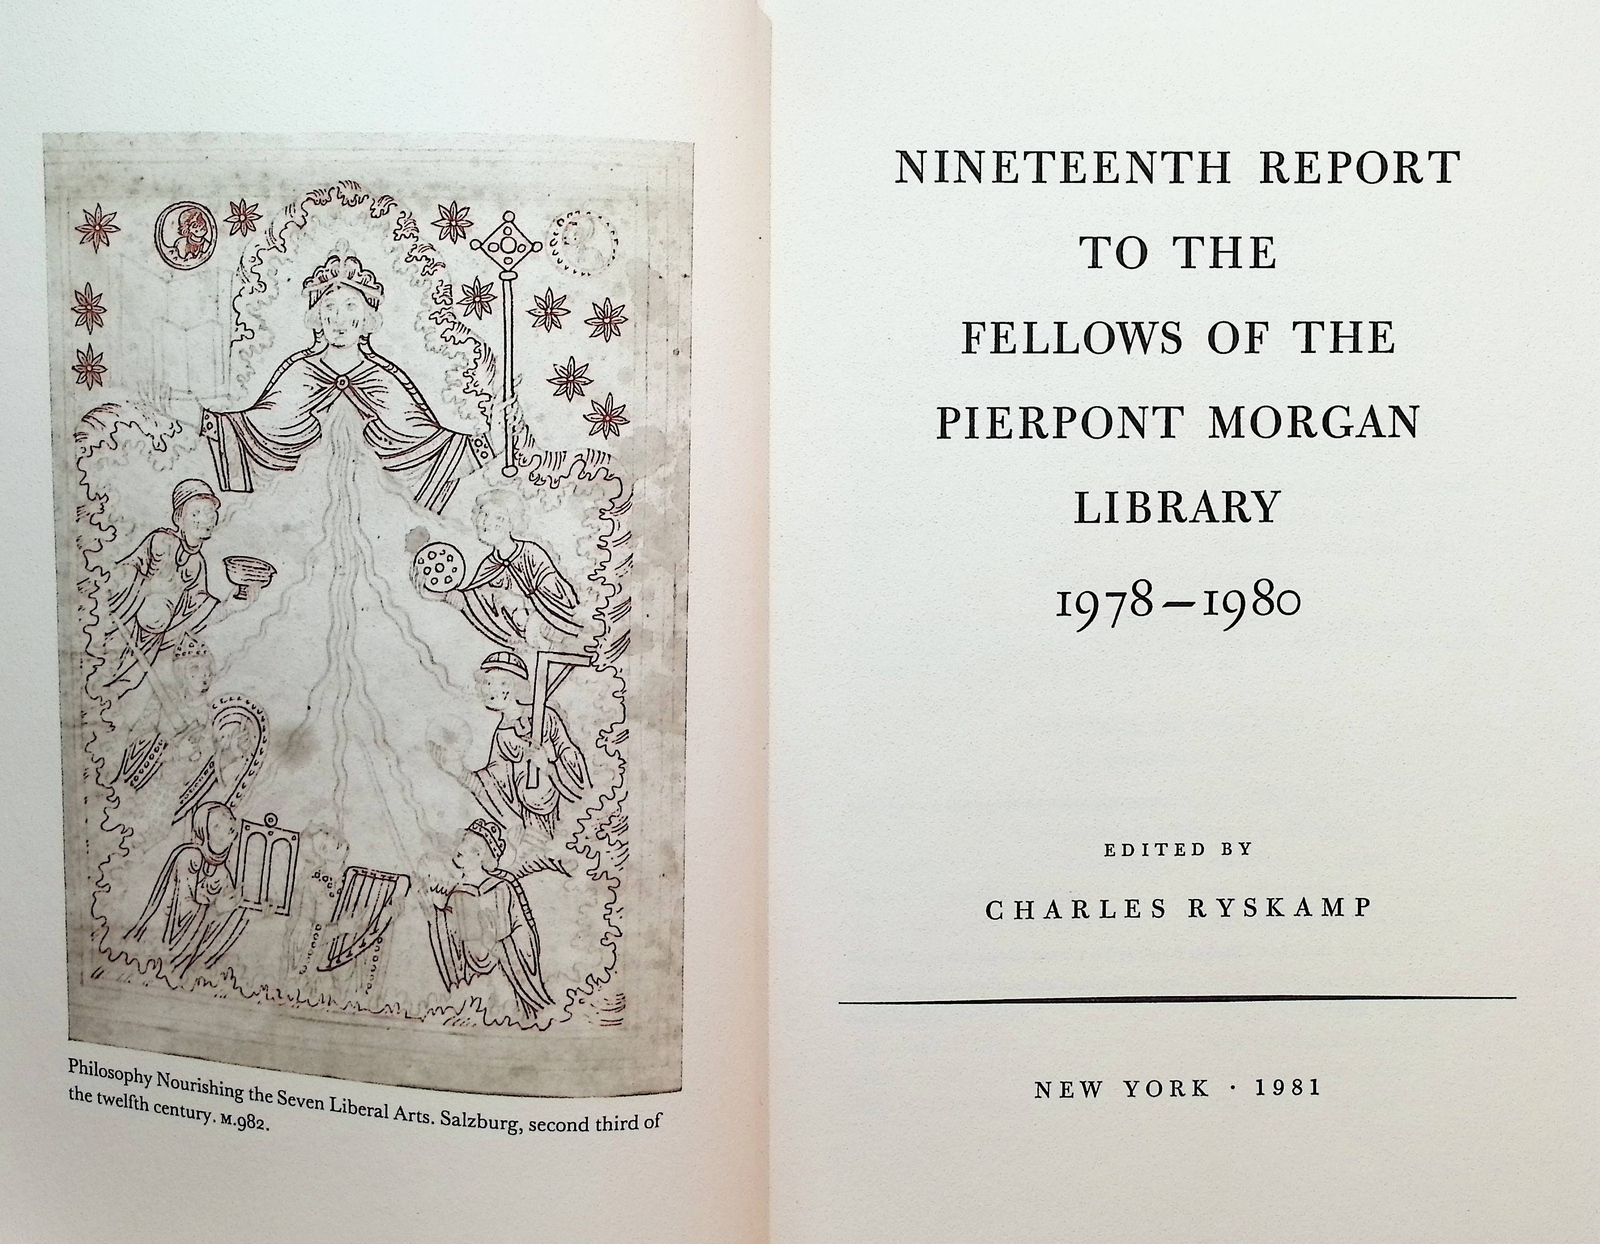 Philosophy Nourishing the Seven Liberal Arts. Salzburg, second third of
the twelfth century. M.982.
NINETEENTH REPORT
TO THE
FELLOWS OF THE
PIERPONT MORGAN
LIBRARY
1978–1980
EDITED BY
CHARLES RYSKAMP
NEW YORK · 1981